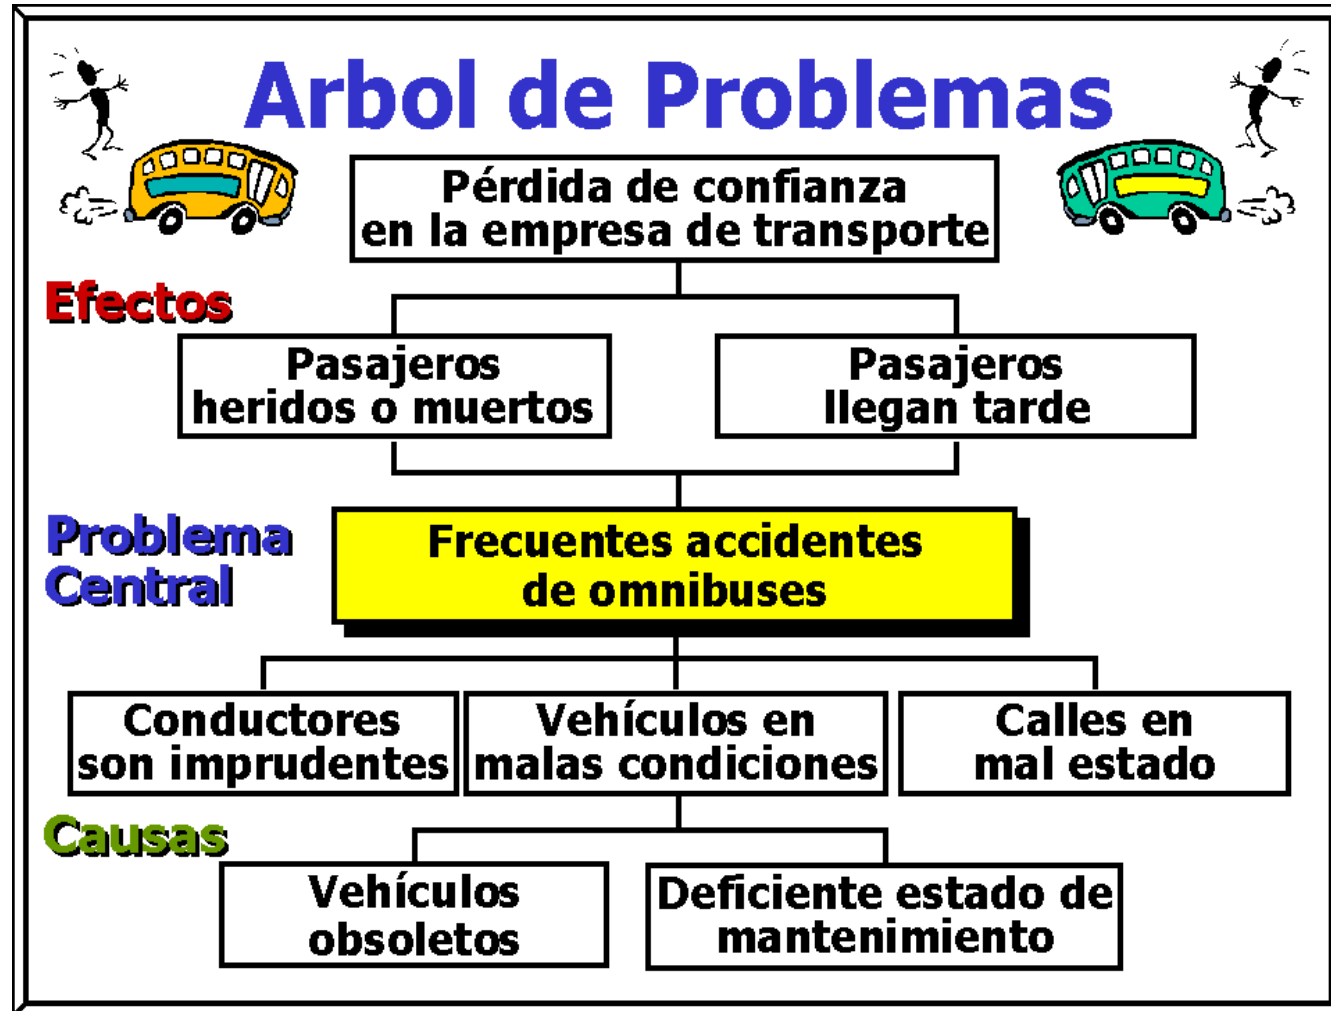 Arbol de Problemas
Pérdida de confianza
en la empresa de transporte
Efectos
Pasajeros
heridos o muertos
Pasajeros
llegan tarde
Problema
Central
Frecuentes accidentes
de omnibuses
Conductores
son imprudentes
Vehículos en
malas condiciones
Calles en
mal estado
Causas
Vehículos
obsoletos
Deficiente estado de
mantenimiento